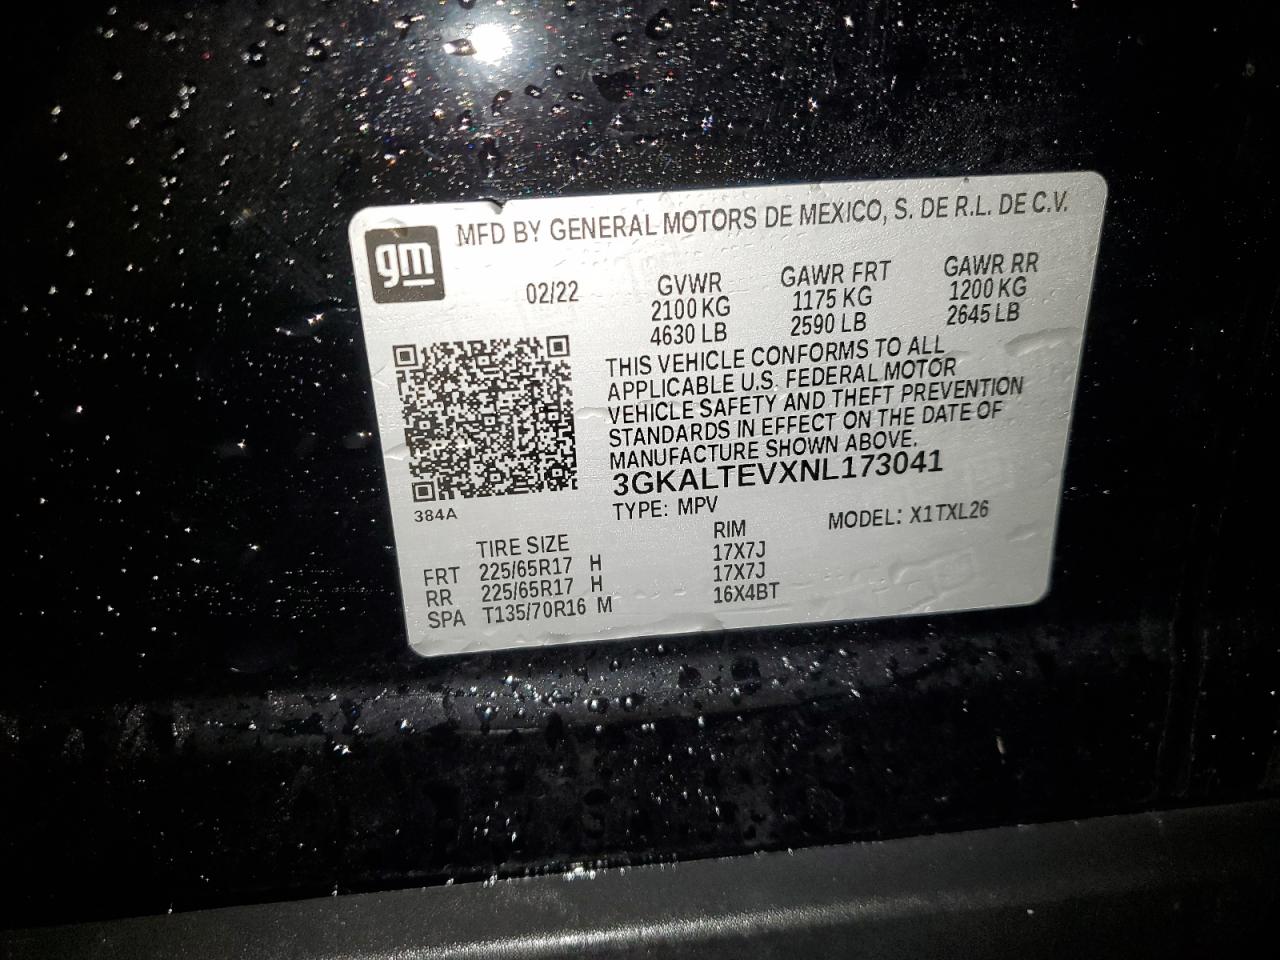 gm
MFD BY GENERAL MOTORS DE MEXICO, S. DE R.L. DE C.V.
02/22
GVWR
2100 KG
4630 LB
GAWR FRT
1175 KG
2590 LB
GAWR RR
1200 KG
2645 LB
THIS VEHICLE CONFORMS TO ALL
APPLICABLE U.S. FEDERAL MOTOR
VEHICLE SAFETY AND THEFT PREVENTION
STANDARDS IN EFFECT ON THE DATE OF
MANUFACTURE SHOWN ABOVE.
3GKALTEVXNL173041
TYPE: MPV
MODEL: X1TXL26
384A
TIRE SIZE RIM
FRT 225/65R17 H 17X7J
RR 225/65R17 H 17X7J
SPA T135/70R16 M 16X4BT